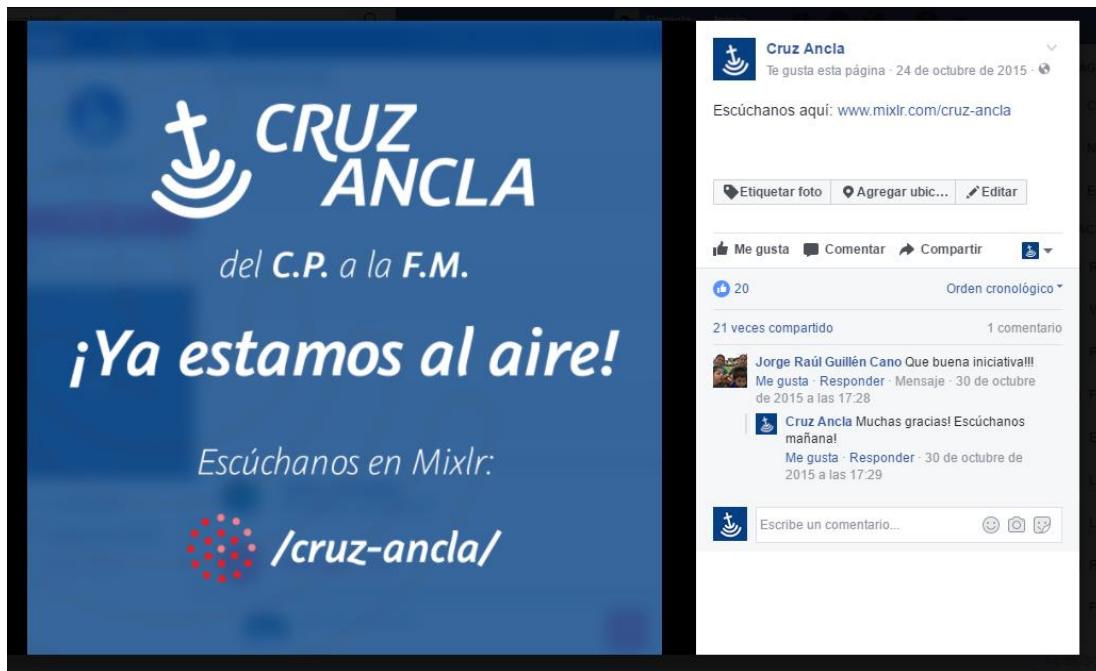 CRUZ
ANCLA
del C.P. a la F.M.
¡Ya estamos al aire!
Escúchanos en Mixlr:
/cruz-ancla/
Cruz Ancla
Te gusta esta página · 24 de octubre de 2015 ·
Escúchanos aquí: www.mixlr.com/cruz-ancla
Etiquetar foto Agregar ubic... Editar
Me gusta Comentar Compartir
20 Orden cronológico
21 veces compartido 1 comentario
Jorge Raúl Guillén Cano Que buena iniciativa!!!
Me gusta · Responder · Mensaje · 30 de octubre
de 2015 a las 17:28
Cruz Ancla Muchas gracias! Escúchanos
mañana!
Me gusta · Responder · 30 de octubre de
2015 a las 17:29
Escribe un comentario...